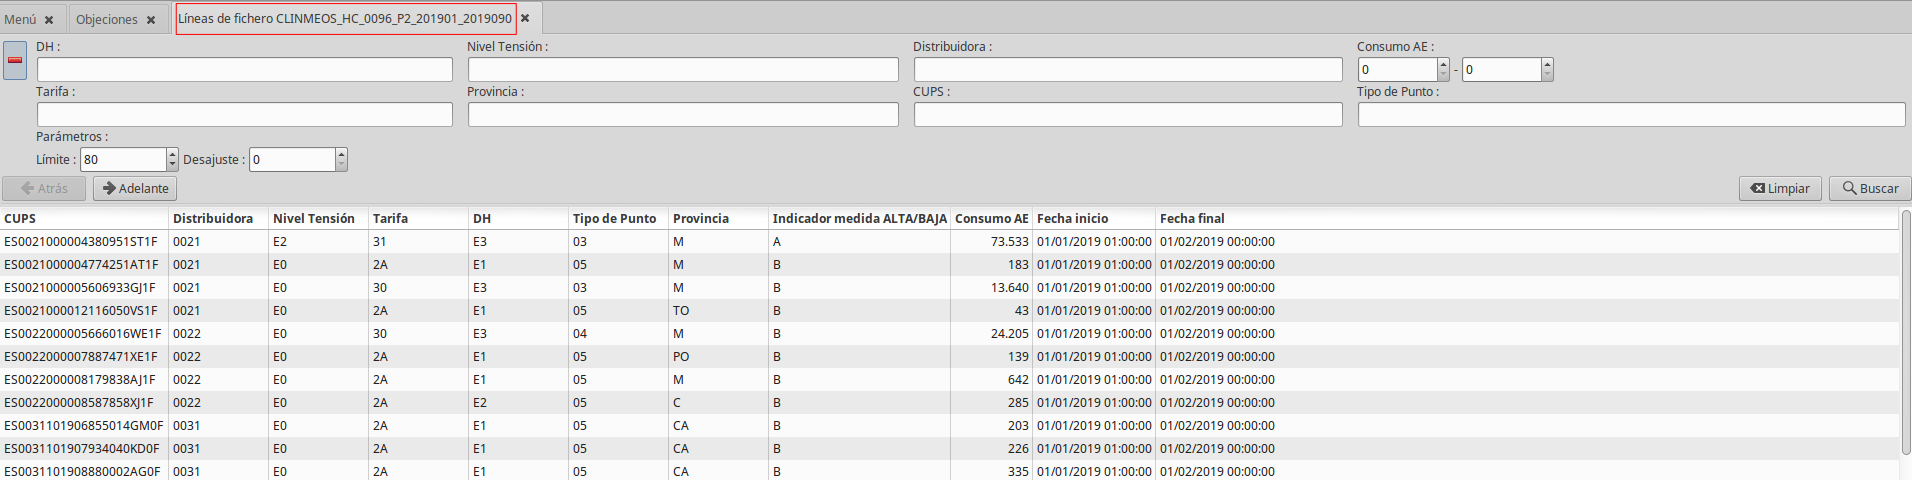 Menú Objeciones Líneas de fichero CLINMEOS_HC_0096_P2_201901_2019090
DH : Nivel Tensión : Distribuidora : Consumo AE :
0 - 0
Tarifa : Provincia : CUPS : Tipo de Punto :
Parámetros :
Límite : 80 Desajuste : 0
Atrás Adelante Limpiar Buscar
CUPS Distribuidora Nivel Tensión Tarifa DH Tipo de Punto Provincia Indicador medida ALTA/BAJA Consumo AE Fecha inicio Fecha final
ES0021000004380951ST1F 0021 E2 31 E3 03 M A 73.533 01/01/2019 01:00:00 01/02/2019 00:00:00
ES0021000004774251AT1F 0021 E0 2A E1 05 M B 183 01/01/2019 01:00:00 01/02/2019 00:00:00
ES0021000005606933GJ1F 0021 E0 30 E3 03 M B 13.640 01/01/2019 01:00:00 01/02/2019 00:00:00
ES0021000012116050VS1F 0021 E0 2A E1 05 TO B 43 01/01/2019 01:00:00 01/02/2019 00:00:00
ES0022000005666016WE1F 0022 E0 30 E3 04 M B 24.205 01/01/2019 01:00:00 01/02/2019 00:00:00
ES0022000007887471XE1F 0022 E0 2A E1 05 PO B 139 01/01/2019 01:00:00 01/02/2019 00:00:00
ES0022000008179838AJ1F 0022 E0 2A E1 05 M B 642 01/01/2019 01:00:00 01/02/2019 00:00:00
ES0022000008587858XJ1F 0022 E0 2A E2 05 C B 285 01/01/2019 01:00:00 01/02/2019 00:00:00
ES0031101906855014GM0F 0031 E0 2A E1 05 CA B 203 01/01/2019 01:00:00 01/02/2019 00:00:00
ES0031101907934040KD0F 0031 E0 2A E1 05 CA B 226 01/01/2019 01:00:00 01/02/2019 00:00:00
ES0031101908880002AG0F 0031 E0 2A E1 05 CA B 335 01/01/2019 01:00:00 01/02/2019 00:00:00